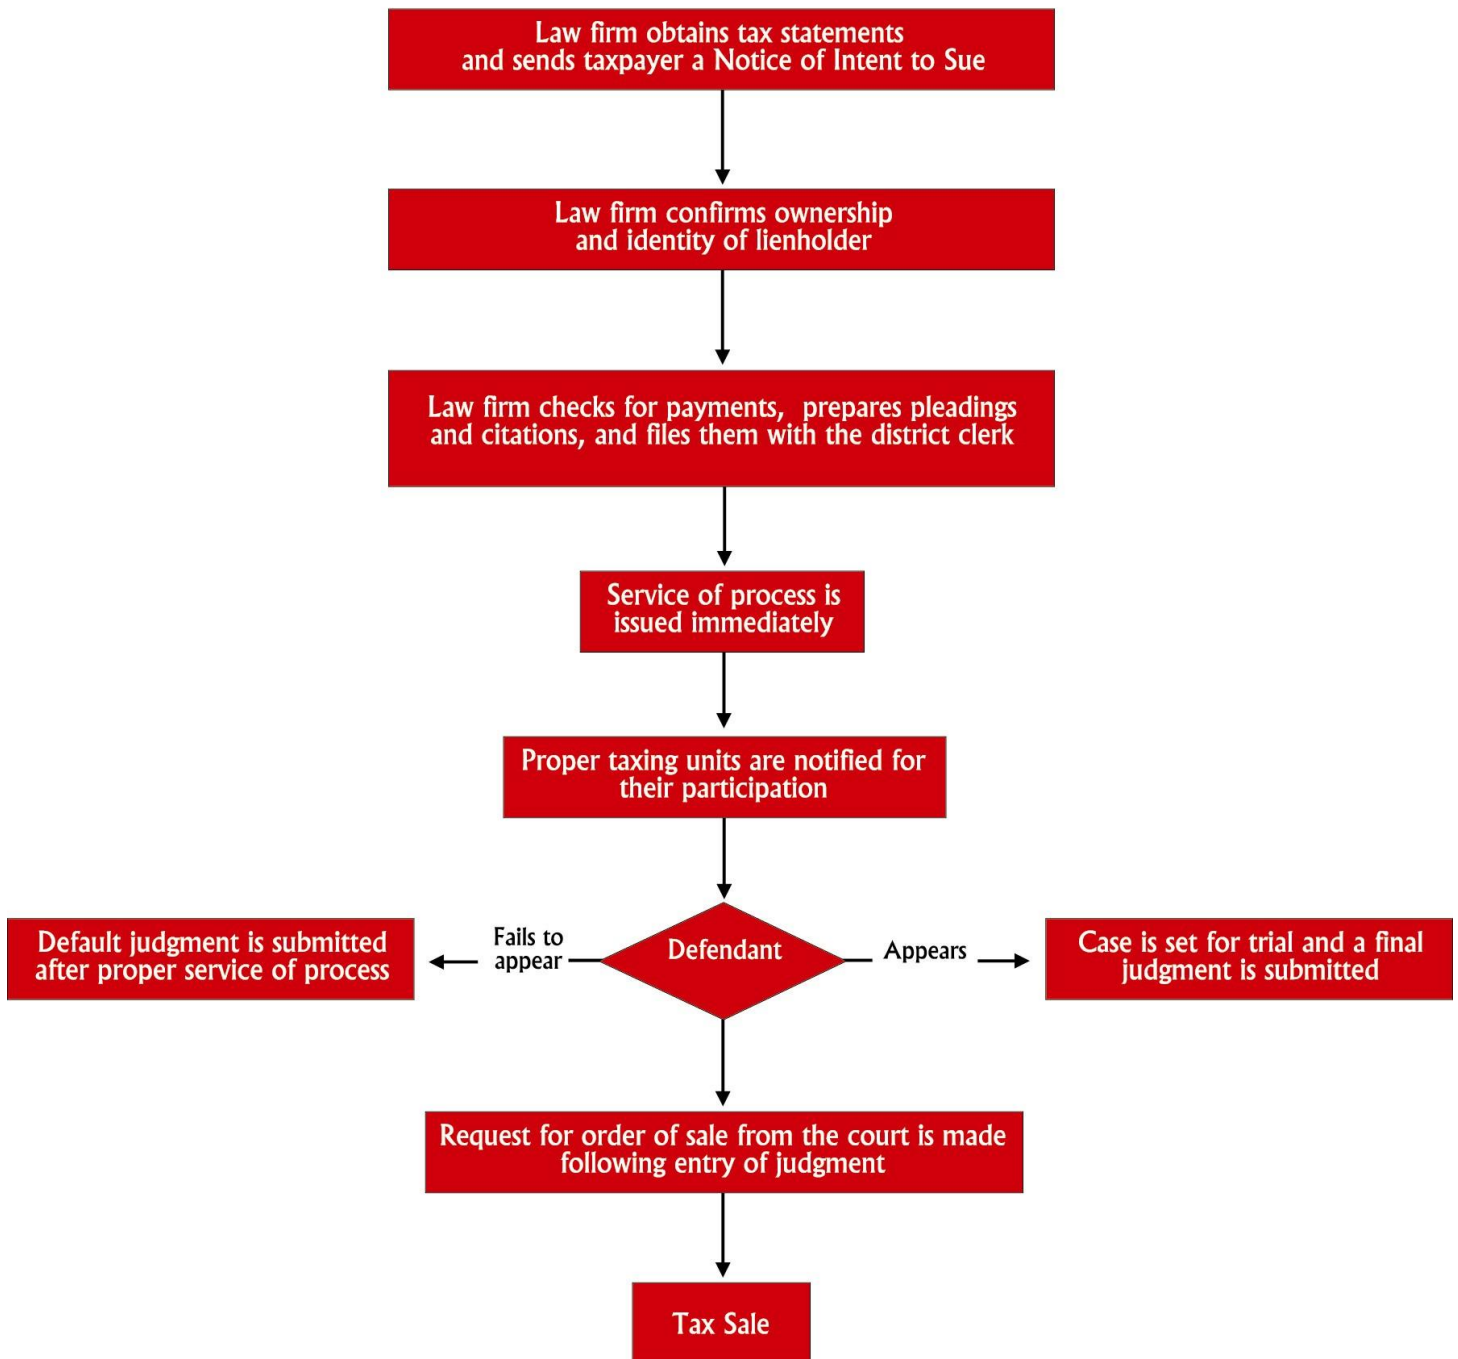 Law firm obtains tax statements
and sends taxpayer a Notice of Intent to Sue
Law firm confirms ownership
and identity of lienholder
Law firm checks for payments,  prepares pleadings
and citations, and files them with the district clerk
Service of process is
issued immediately
Proper taxing units are notified for
their participation
Default judgment is submitted
after proper service of process
Fails to
appear
Defendant
Appears
Case is set for trial and a final
judgment is submitted
Request for order of sale from the court is made
following entry of judgment
Tax Sale